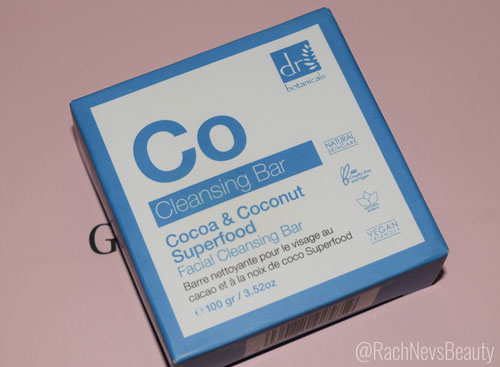 dr.
botanicals
Co
NATURAL
SKINCARE
Cleansing Bar
Cocoa & Coconut
Superfood
Facial Cleansing Bar
Barre nettoyante pour le visage au
cacao et à la noix de coco Superfood
VEGAN
FRIENDLY
e 100 gr / 3.52oz
G
@RachNevsBeauty